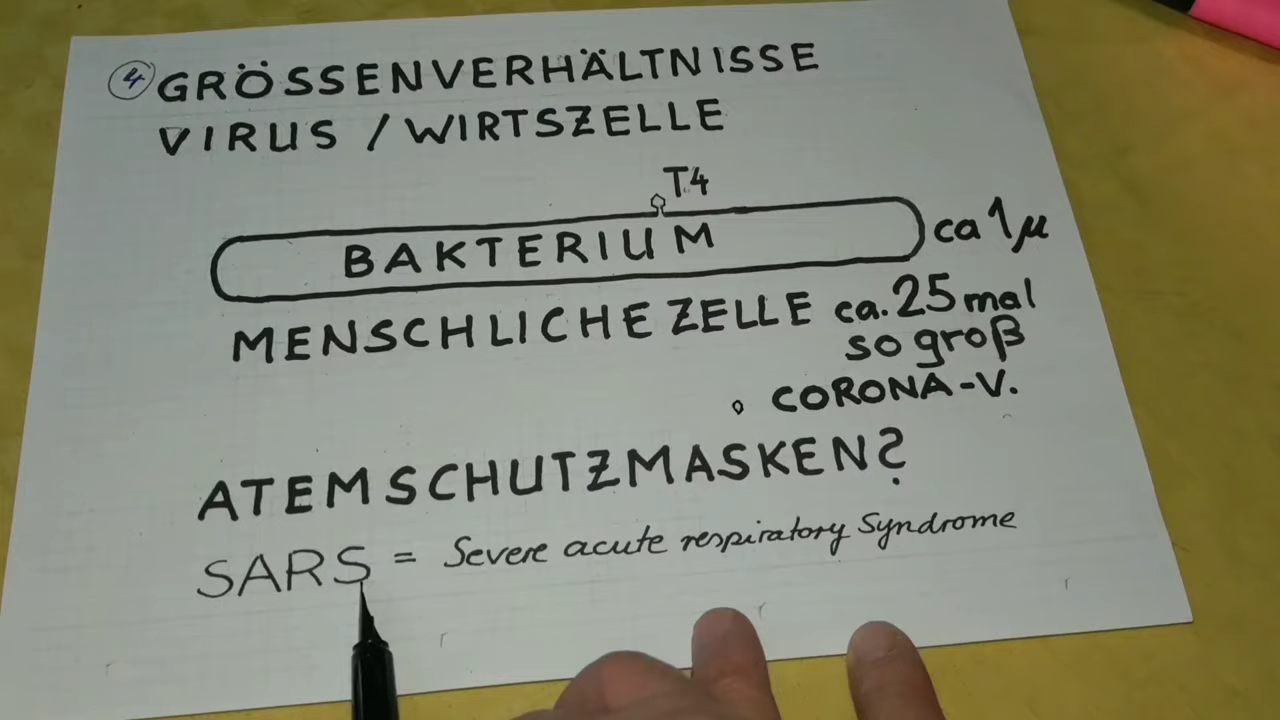 ④ GRÖSSENVERHÄLTNISSE
VIRUS / WIRTSZELLE
T4
BAKTERIUM ca 1µ
MENSCHLICHE ZELLE ca. 25 mal
so groß
CORONA-V.
ATEMSCHUTZMASKEN?
SARS = Severe acute respiratory Syndrome